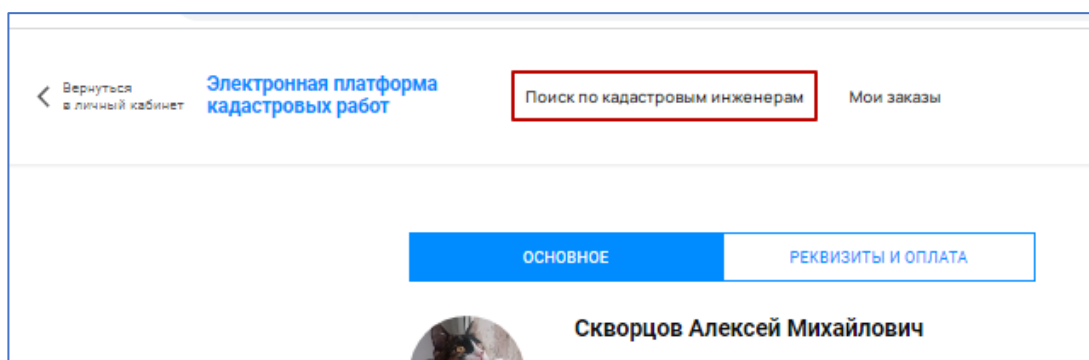 Вернуться
в личный кабинет
Электронная платформа
кадастровых работ
Поиск по кадастровым инженерам
Мои заказы
ОСНОВНОЕ
РЕКВИЗИТЫ И ОПЛАТА
Скворцов Алексей Михайлович